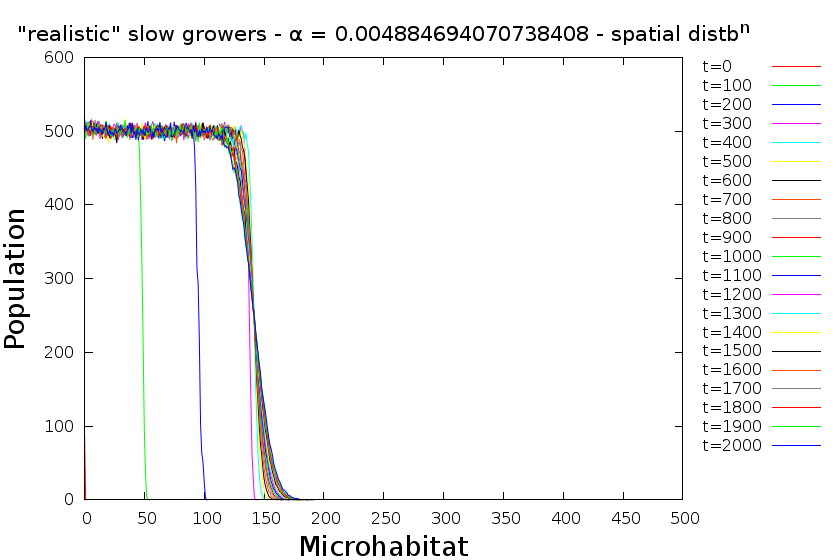 "realistic" slow growers - α = 0.004884694070738408 - spatial distbⁿ
600
500
400
300
200
100
0
Population
0 50 100 150 200 250 300 350 400 450 500
Microhabitat
t=0
t=100
t=200
t=300
t=400
t=500
t=600
t=700
t=800
t=900
t=1000
t=1100
t=1200
t=1300
t=1400
t=1500
t=1600
t=1700
t=1800
t=1900
t=2000